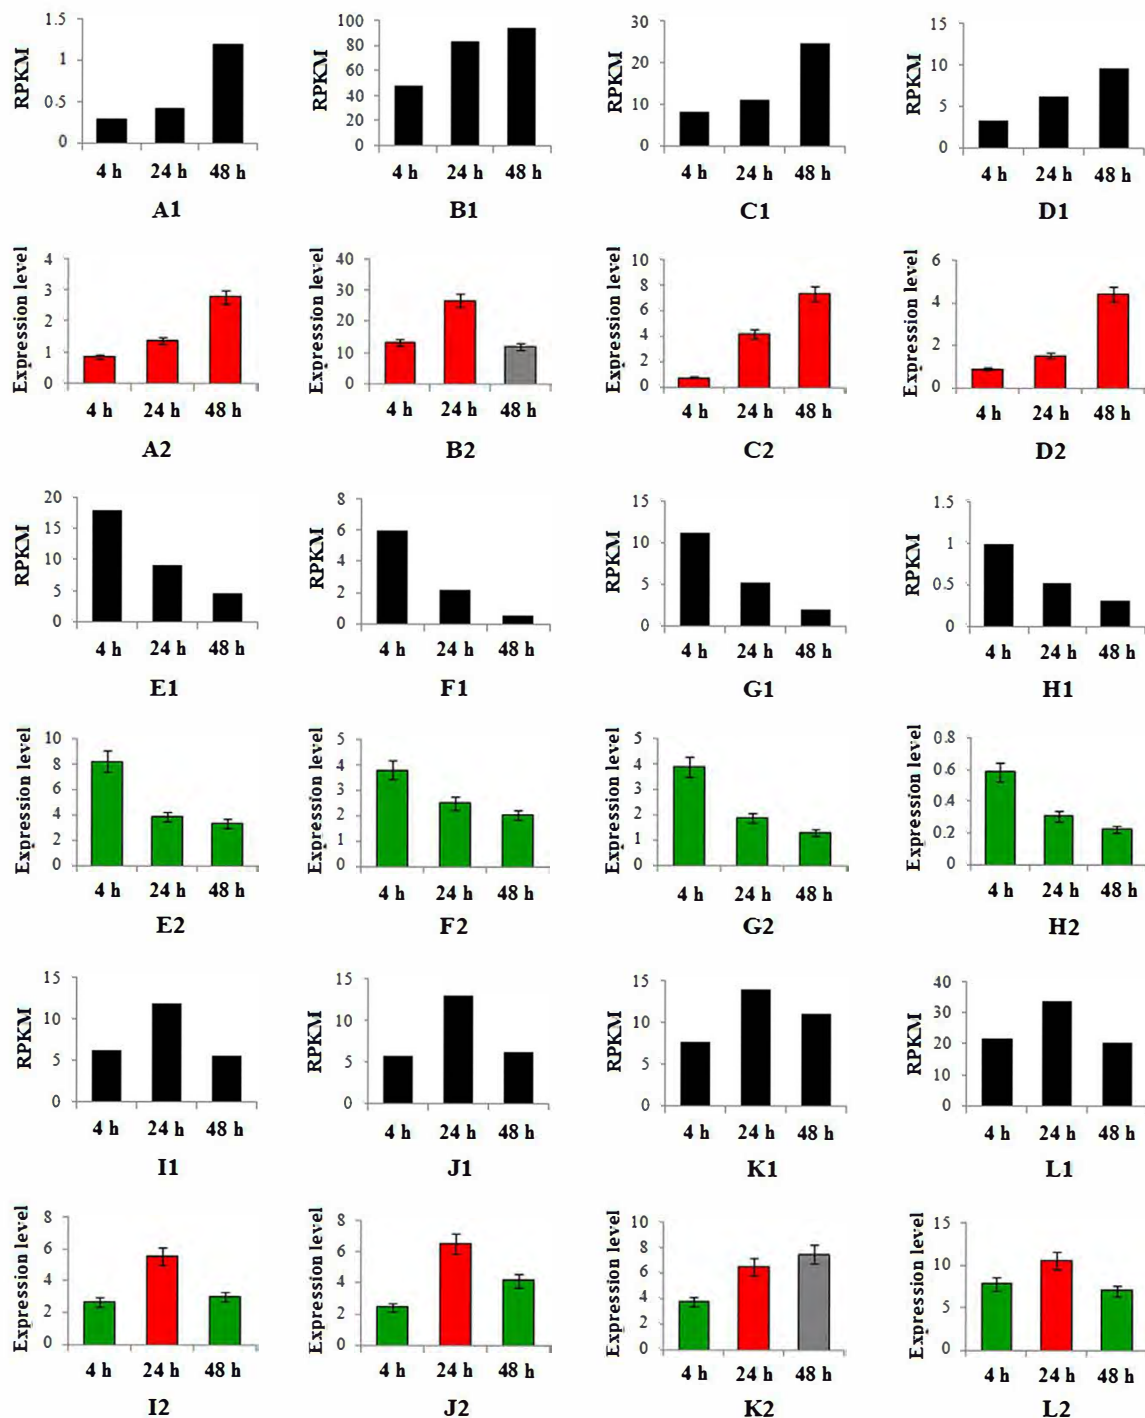 RPKM
1.5
1
0.5
0
4 h 24 h 48 h
A1
RPKM
100
80
60
40
20
0
4 h 24 h 48 h
B1
RPKM
30
20
10
0
4 h 24 h 48 h
C1
RPKM
15
10
5
0
4 h 24 h 48 h
D1
Expression level
4
3
2
1
0
4 h 24 h 48 h
A2
Expression level
40
30
20
10
0
4 h 24 h 48 h
B2
Expression level
10
8
6
4
2
0
4 h 24 h 48 h
C2
Expression level
6
4
2
0
4 h 24 h 48 h
D2
RPKM
20
15
10
5
0
4 h 24 h 48 h
E1
RPKM
8
6
4
2
0
4 h 24 h 48 h
F1
RPKM
15
10
5
0
4 h 24 h 48 h
G1
RPKM
1.5
1
0.5
0
4 h 24 h 48 h
H1
Expression level
10
8
6
4
2
0
4 h 24 h 48 h
E2
Expression level
5
4
3
2
1
0
4 h 24 h 48 h
F2
Expression level
5
4
3
2
1
0
4 h 24 h 48 h
G2
Expression level
0.8
0.6
0.4
0.2
0
4 h 24 h 48 h
H2
RPKM
15
10
5
0
4 h 24 h 48 h
I1
RPKM
15
10
5
0
4 h 24 h 48 h
J1
RPKM
15
10
5
0
4 h 24 h 48 h
K1
RPKM
40
30
20
10
0
4 h 24 h 48 h
L1
Expression level
8
6
4
2
0
4 h 24 h 48 h
I2
Expression level
8
6
4
2
0
4 h 24 h 48 h
J2
Expression level
10
8
6
4
2
0
4 h 24 h 48 h
K2
Expression level
15
10
5
0
4 h 24 h 48 h
L2